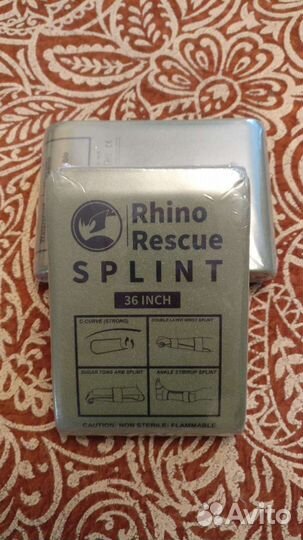 Rhino
Rescue
SPLINT
36 INCH
C-CURVE (STRONG)
DOUBLE LAYER WRIST SPLINT
SUGAR TONG ARM SPLINT
ANKLE STIRRUP SPLINT
CAUTION: NON STERILE: FLAMMABLE
Avito